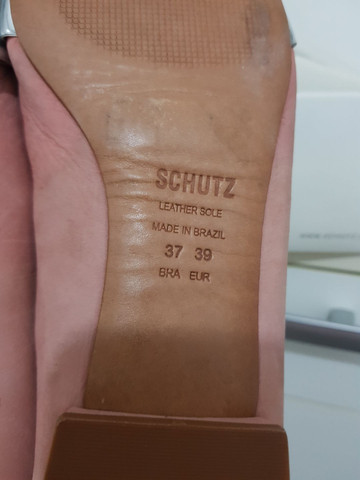 SCHUTZ
LEATHER SOLE
MADE IN BRAZIL
37 39
BRA EUR